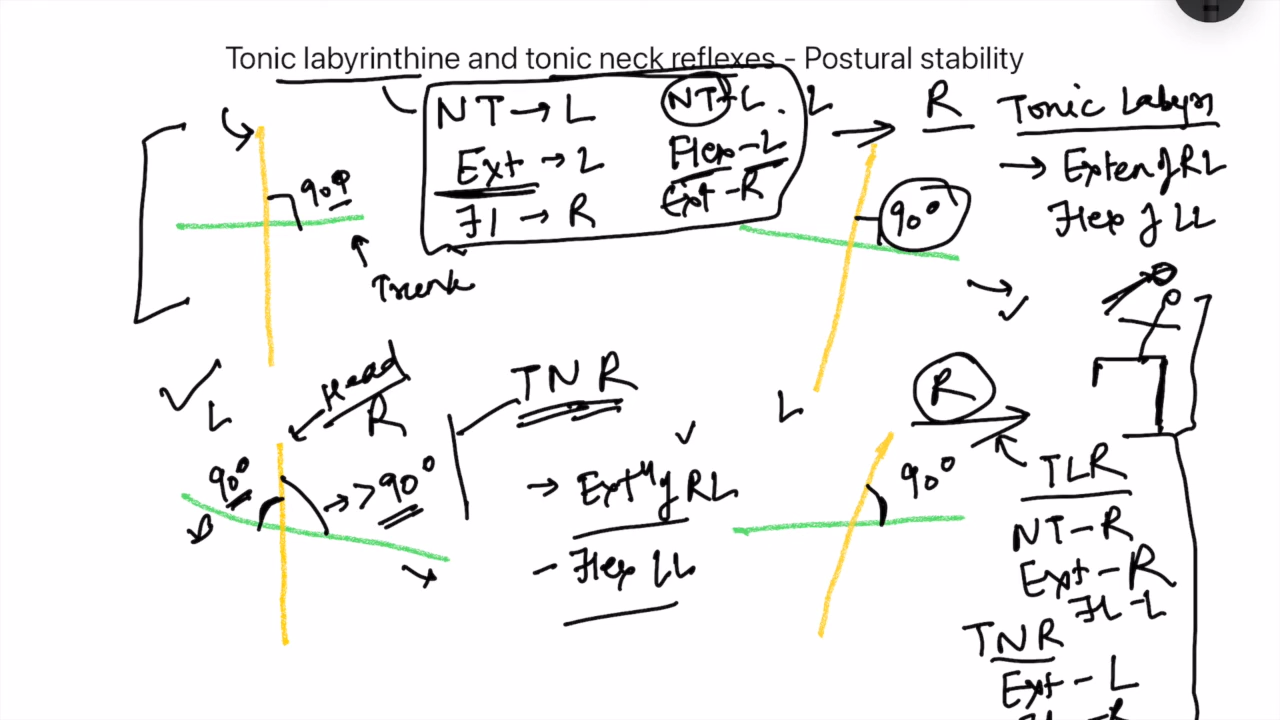 Tonic labyrinthine and tonic neck reflexes - Postural stability
NT → L
Ext → L
Fl → R
NT - L
Flex - L
Ext - R
90°
Trunk
L → R
90°
Tonic Labyrn
→ Exten of RL
Flex of LL
L
Head
R
90°
→ > 90°
TNR
→ Extn of RL
- Flex LL
L
R
90°
TLR
NT - R
Ext - R
FL - L
TNR
Ext - L